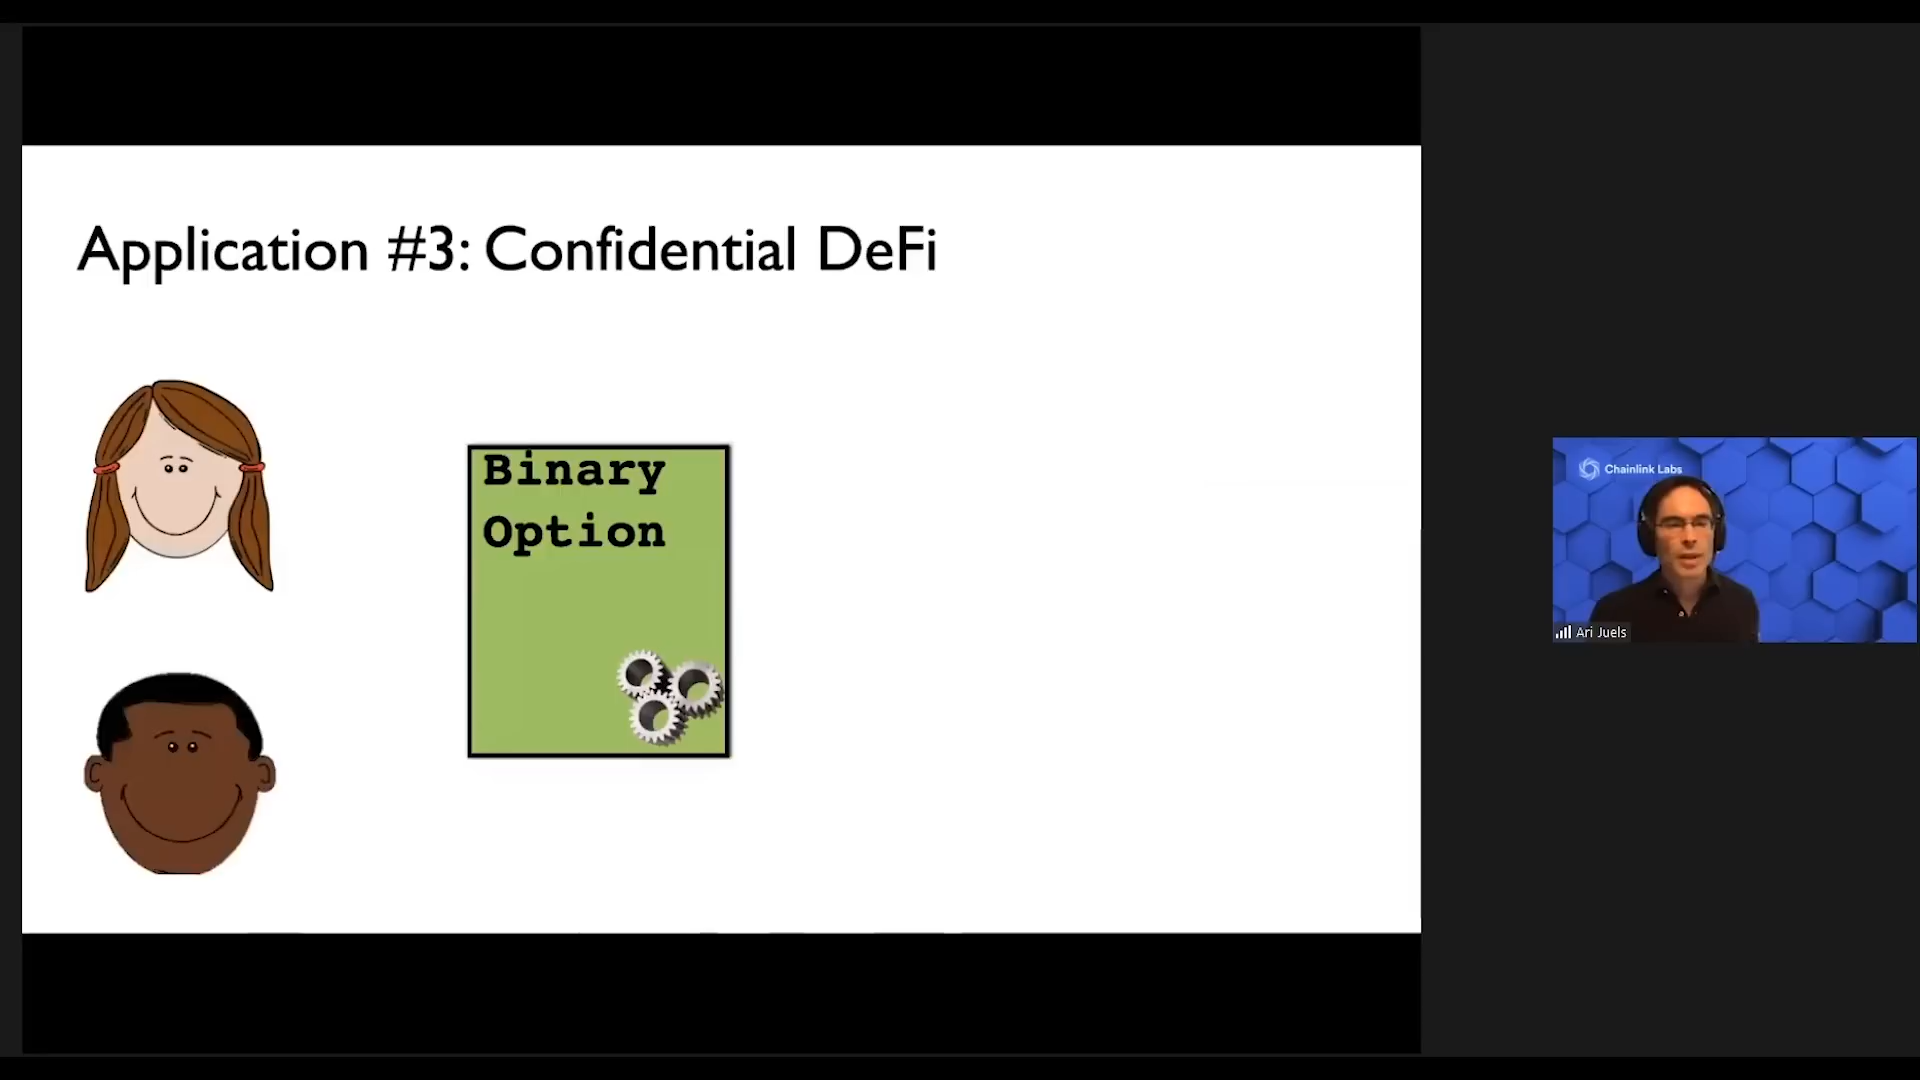 Application #3: Confidential DeFi
Binary
Option
Chainlink Labs
Ari Juels